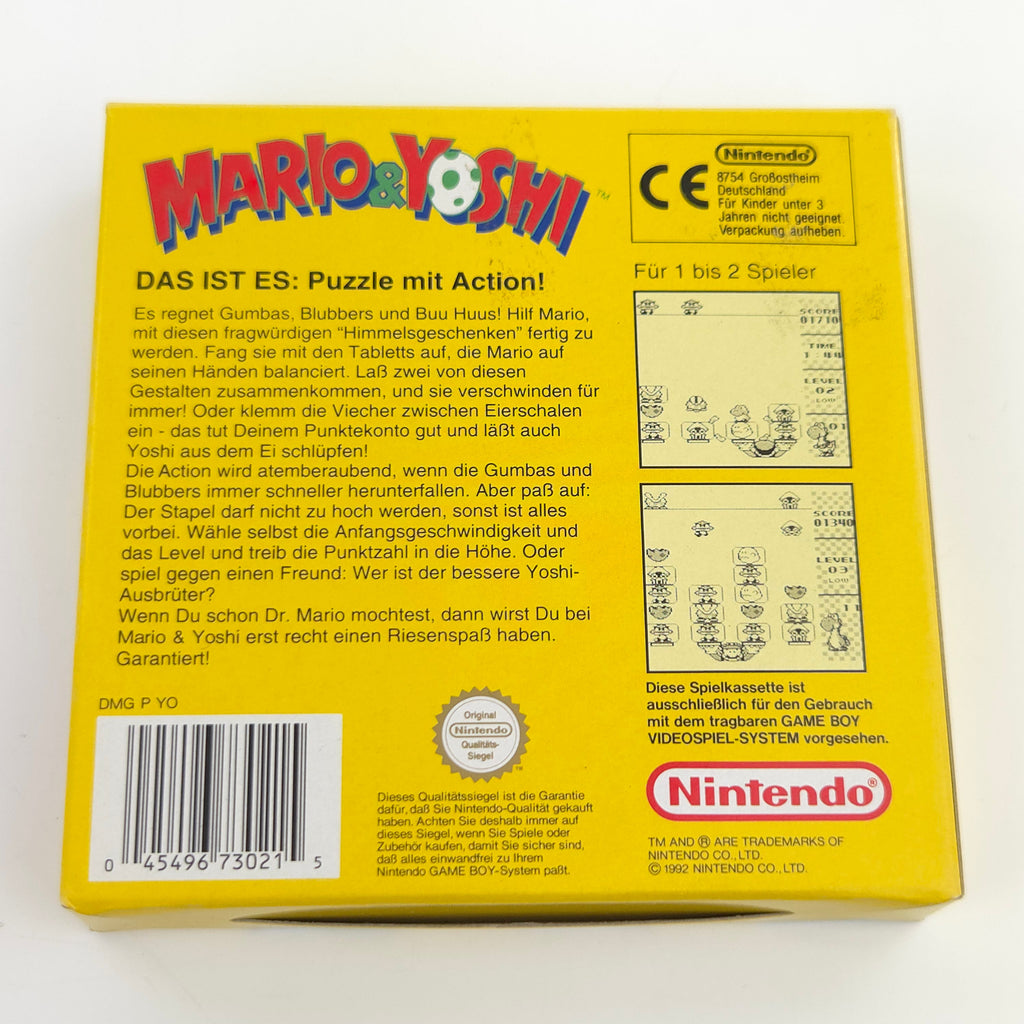 MARIO & YOSHI ™
DAS IST ES: Puzzle mit Action!
Es regnet Gumbas, Blubbers und Buu Huus! Hilf Mario,
mit diesen fragwürdigen “Himmelsgeschenken” fertig zu
werden. Fang sie mit den Tabletts auf, die Mario auf
seinen Händen balanciert. Laß zwei von diesen
Gestalten zusammenkommen, und sie verschwinden für
immer! Oder klemm die Viecher zwischen Eierschalen
ein - das tut Deinem Punktekonto gut und läßt auch
Yoshi aus dem Ei schlüpfen!
Die Action wird atemberaubend, wenn die Gumbas und
Blubbers immer schneller herunterfallen. Aber paß auf:
Der Stapel darf nicht zu hoch werden, sonst ist alles
vorbei. Wähle selbst die Anfangsgeschwindigkeit und
das Level und treib die Punktzahl in die Höhe. Oder
spiel gegen einen Freund: Wer ist der bessere Yoshi-
Ausbrüter?
Wenn Du schon Dr. Mario mochtest, dann wirst Du bei
Mario & Yoshi erst recht einen Riesenspaß haben.
Garantiert!
DMG P YO
0 45496 73021 5
Original
Nintendo
Qualitäts-
Siegel
™
Dieses Qualitätssiegel ist die Garantie
dafür, daß Sie Nintendo-Qualität gekauft
haben. Achten Sie deshalb immer auf
dieses Siegel, wenn Sie Spiele oder
Zubehör kaufen, damit Sie sicher sind,
daß alles einwandfrei zu Ihrem
Nintendo GAME BOY-System paßt.
CE
Nintendo®
8754 Großostheim
Deutschland
Für Kinder unter 3
Jahren nicht geeignet.
Verpackung aufheben.
Für 1 bis 2 Spieler
SCORE
01710
TIME
1:44
LEVEL
02
LOW
01
SCORE
01340
LEVEL
03
LOW
11
Diese Spielkassette ist
ausschließlich für den Gebrauch
mit dem tragbaren GAME BOY
VIDEOSPIEL-SYSTEM vorgesehen.
Nintendo®
TM AND ® ARE TRADEMARKS OF
NINTENDO CO., LTD.
© 1992 NINTENDO CO., LTD.